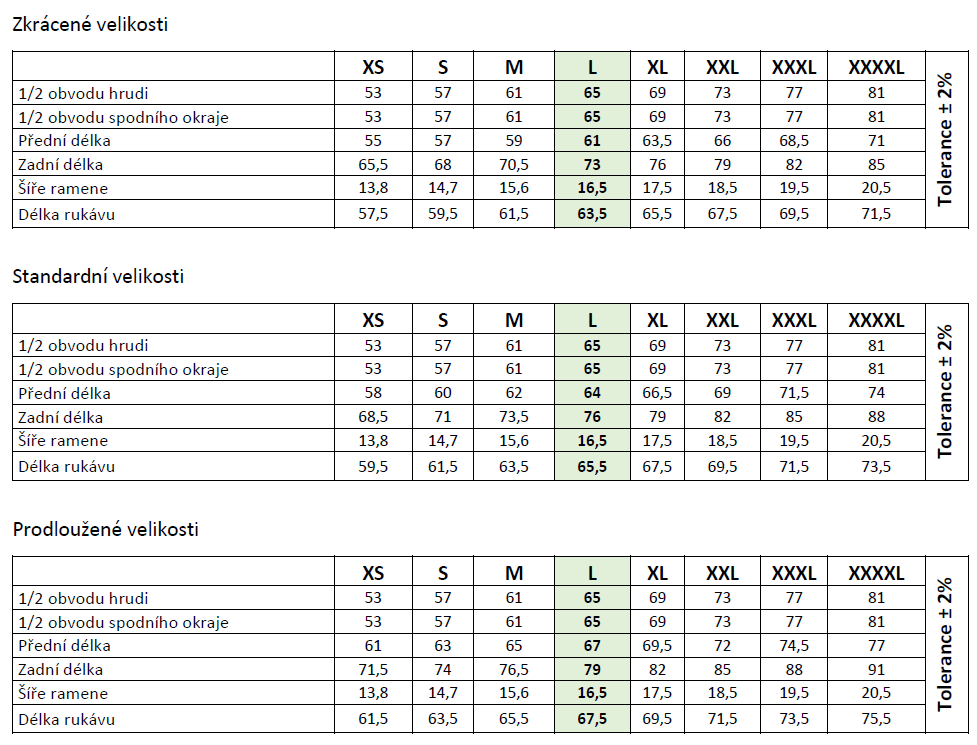 Zkrácené velikosti
XS S M L XL XXL XXXL XXXXL
1/2 obvodu hrudi 53 57 61 65 69 73 77 81
1/2 obvodu spodního okraje 53 57 61 65 69 73 77 81
Přední délka 55 57 59 61 63,5 66 68,5 71
Zadní délka 65,5 68 70,5 73 76 79 82 85
Šíře ramene 13,8 14,7 15,6 16,5 17,5 18,5 19,5 20,5
Délka rukávu 57,5 59,5 61,5 63,5 65,5 67,5 69,5 71,5
Tolerance ± 2%
Standardní velikosti
XS S M L XL XXL XXXL XXXXL
1/2 obvodu hrudi 53 57 61 65 69 73 77 81
1/2 obvodu spodního okraje 53 57 61 65 69 73 77 81
Přední délka 58 60 62 64 66,5 69 71,5 74
Zadní délka 68,5 71 73,5 76 79 82 85 88
Šíře ramene 13,8 14,7 15,6 16,5 17,5 18,5 19,5 20,5
Délka rukávu 59,5 61,5 63,5 65,5 67,5 69,5 71,5 73,5
Tolerance ± 2%
Prodloužené velikosti
XS S M L XL XXL XXXL XXXXL
1/2 obvodu hrudi 53 57 61 65 69 73 77 81
1/2 obvodu spodního okraje 53 57 61 65 69 73 77 81
Přední délka 61 63 65 67 69,5 72 74,5 77
Zadní délka 71,5 74 76,5 79 82 85 88 91
Šíře ramene 13,8 14,7 15,6 16,5 17,5 18,5 19,5 20,5
Délka rukávu 61,5 63,5 65,5 67,5 69,5 71,5 73,5 75,5
Tolerance ± 2%